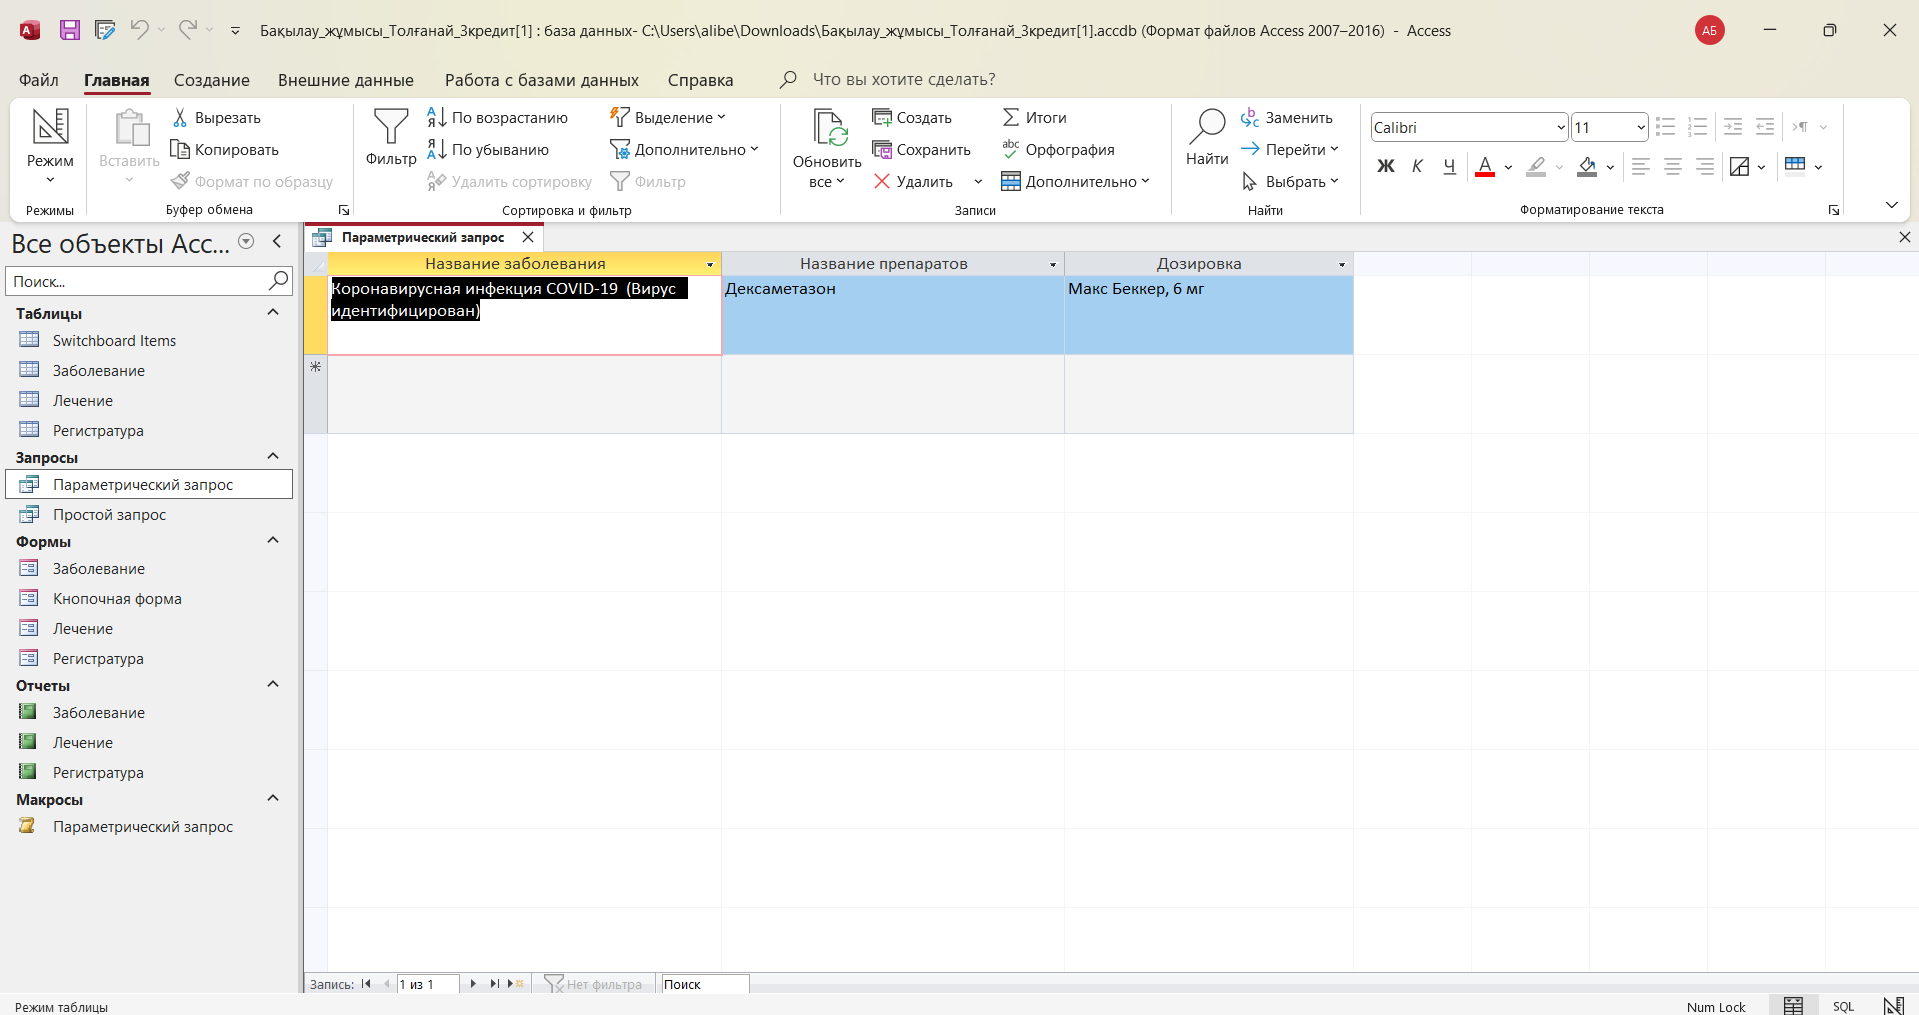 Бақылау_жұмысы_Толғанай_3кредит[1] : база данных- C:\Users\alibe\Downloads\Бақылау_жұмысы_Толғанай_3кредит[1].accdb (Формат файлов Access 2007–2016) - Access
АБ
Файл Главная Создание Внешние данные Работа с базами данных Справка Что вы хотите сделать?
Режим
Режимы
Вставить
Вырезать
Копировать
Формат по образцу
Буфер обмена
Фильтр
По возрастанию
По убыванию
Удалить сортировку
Выделение
Дополнительно
Фильтр
Сортировка и фильтр
Обновить
все
Создать
Сохранить
Удалить
Итоги
Орфография
Дополнительно
Записи
Найти
Заменить
Перейти
Выбрать
Найти
Calibri 11
Ж К Ч
Форматирование текста
Все объекты Acc...
Поиск...
Таблицы
Switchboard Items
Заболевание
Лечение
Регистратура
Запросы
Параметрический запрос
Простой запрос
Формы
Заболевание
Кнопочная форма
Лечение
Регистратура
Отчеты
Заболевание
Лечение
Регистратура
Макросы
Параметрический запрос
Параметрический запрос
Название заболевания Название препаратов Дозировка
Коронавирусная инфекция COVID-19 (Вирус Дексаметазон Макс Беккер, 6 мг
идентифицирован)
Запись: 1 из 1 Нет фильтра Поиск
Режим таблицы Num Lock SQL